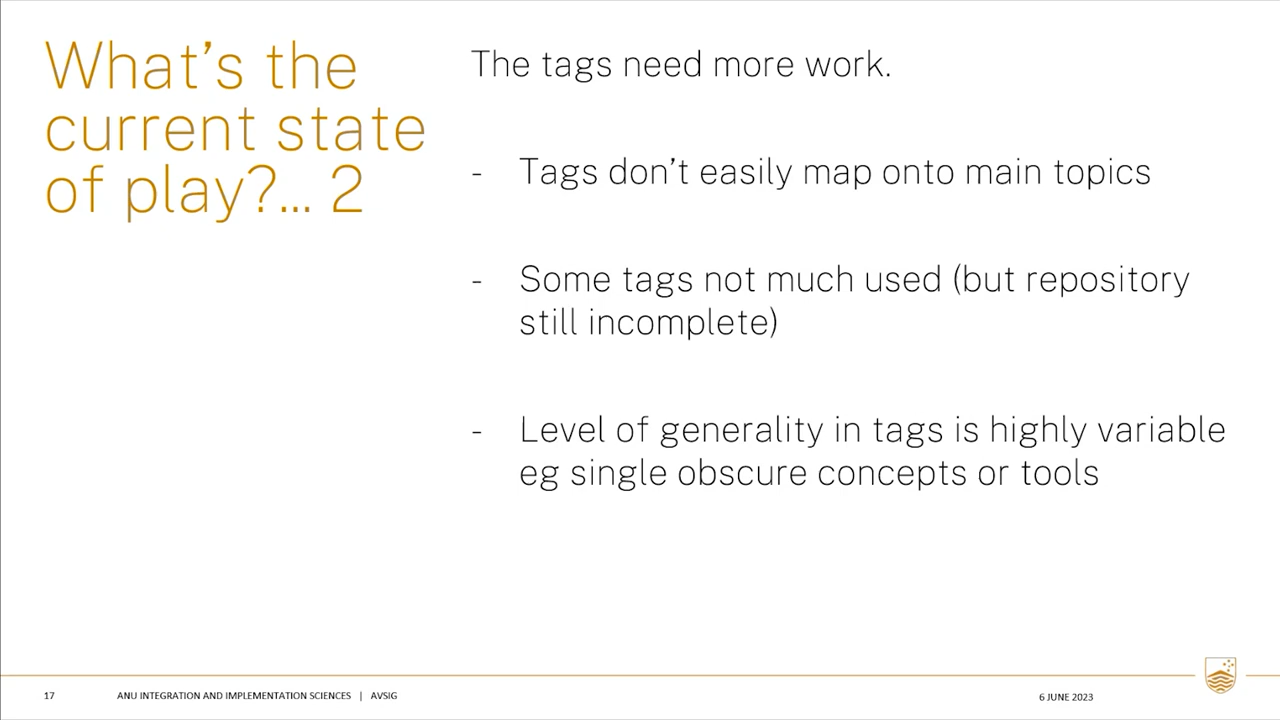 What's the
current state
of play?... 2
The tags need more work.
- Tags don't easily map onto main topics
- Some tags not much used (but repository
still incomplete)
- Level of generality in tags is highly variable
eg single obscure concepts or tools
17 ANU INTEGRATION AND IMPLEMENTATION SCIENCES | AVSIG 6 JUNE 2023